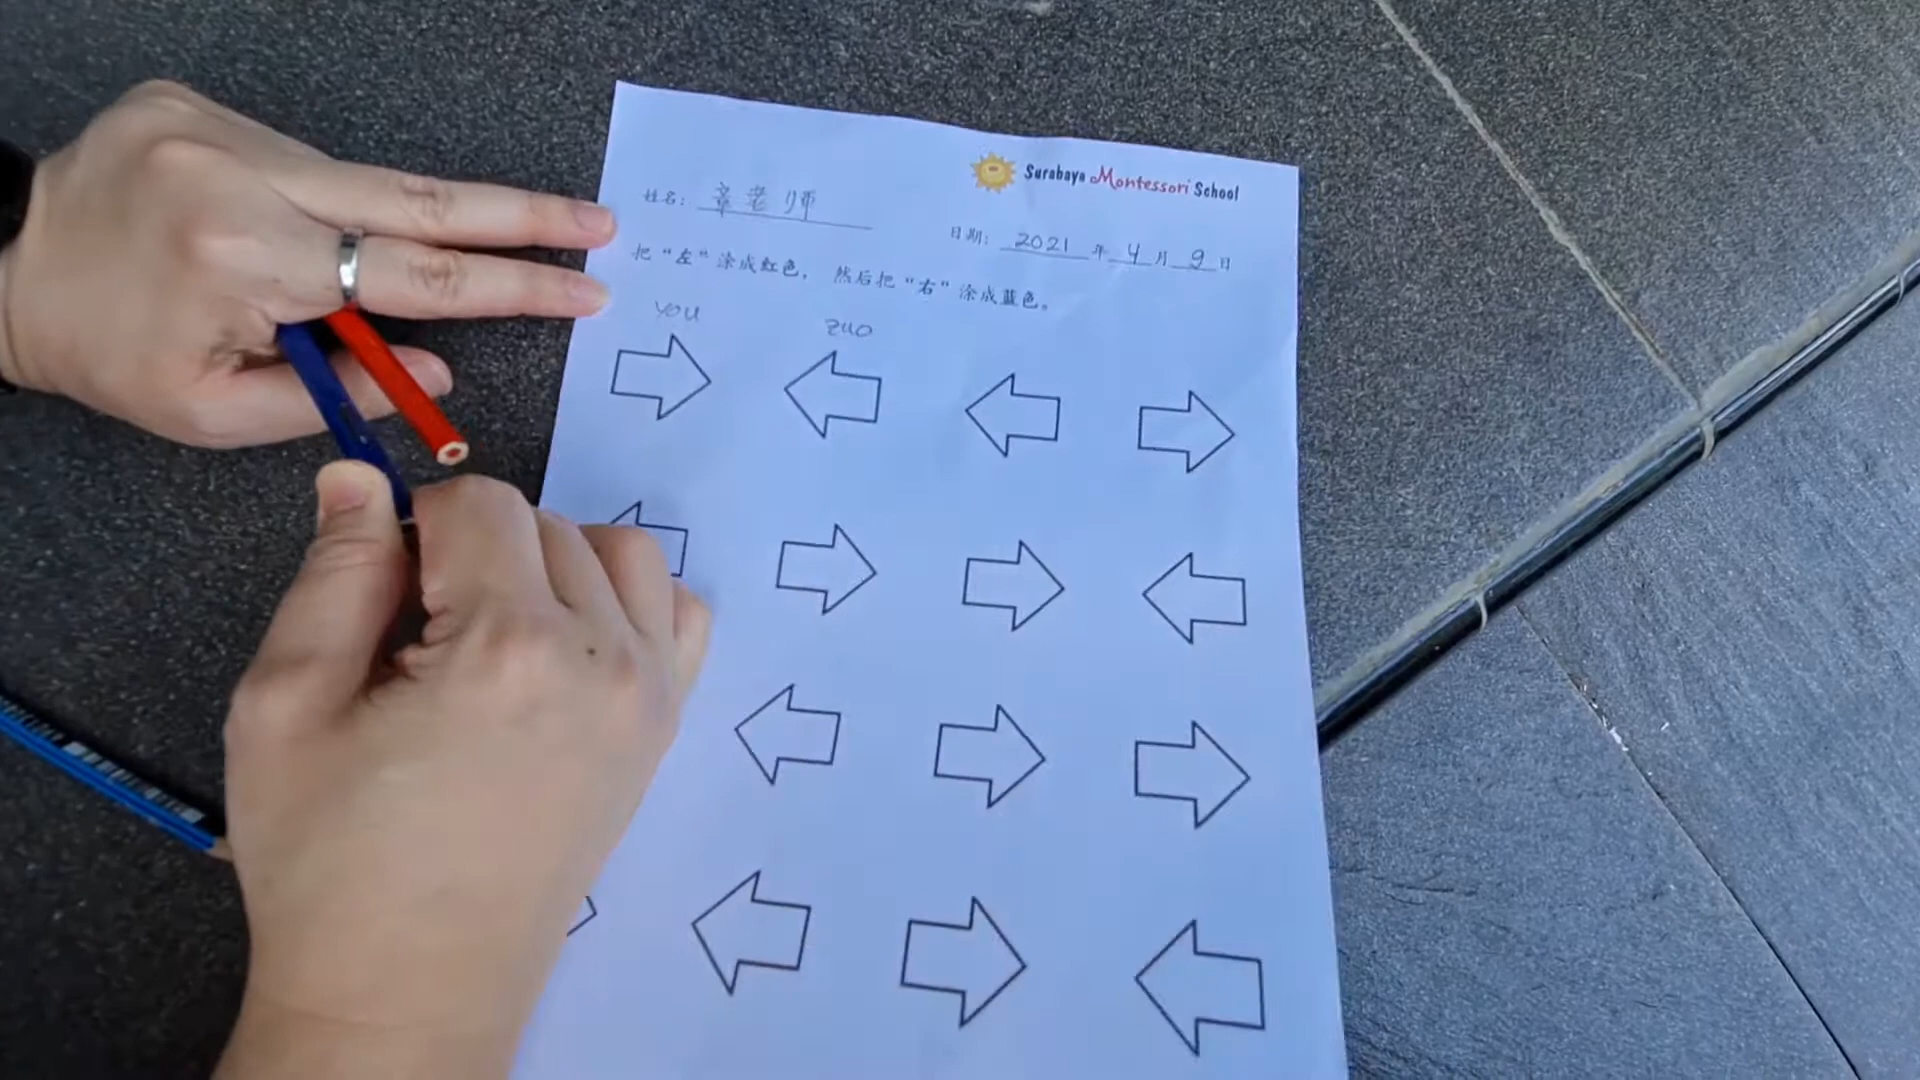 Surabaya Montessori School
姓名: 章老师
日期: 2021 年 4 月 9 日
把“左”涂成红色, 然后把“右”涂成蓝色。
you zuo